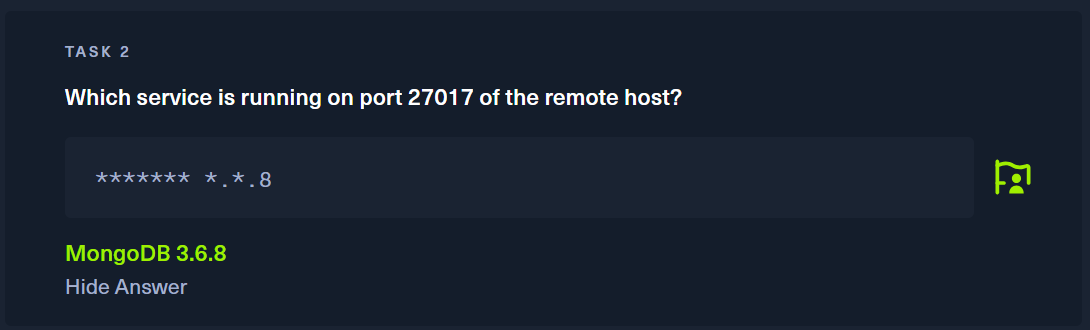 TASK 2
Which service is running on port 27017 of the remote host?
******* *.*.8
MongoDB 3.6.8
Hide Answer